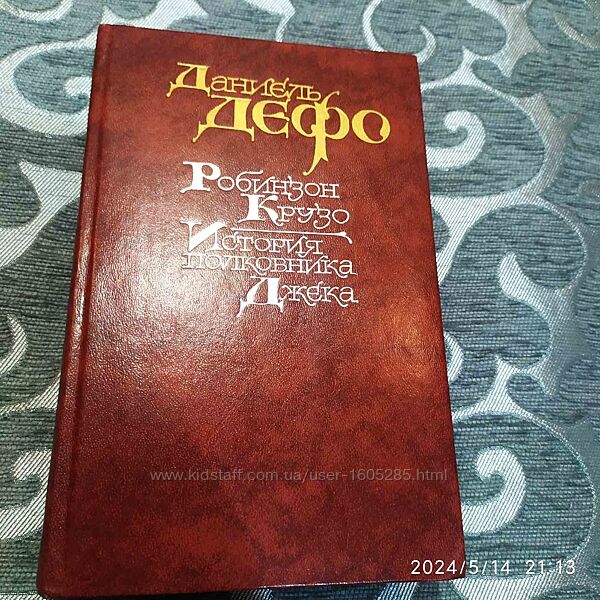 Даниель
Дефо
Робинзон
Крузо
История
полковника
Джека
www.kidstaff.com.ua/user-1605285.html
2024/5/14 21:13